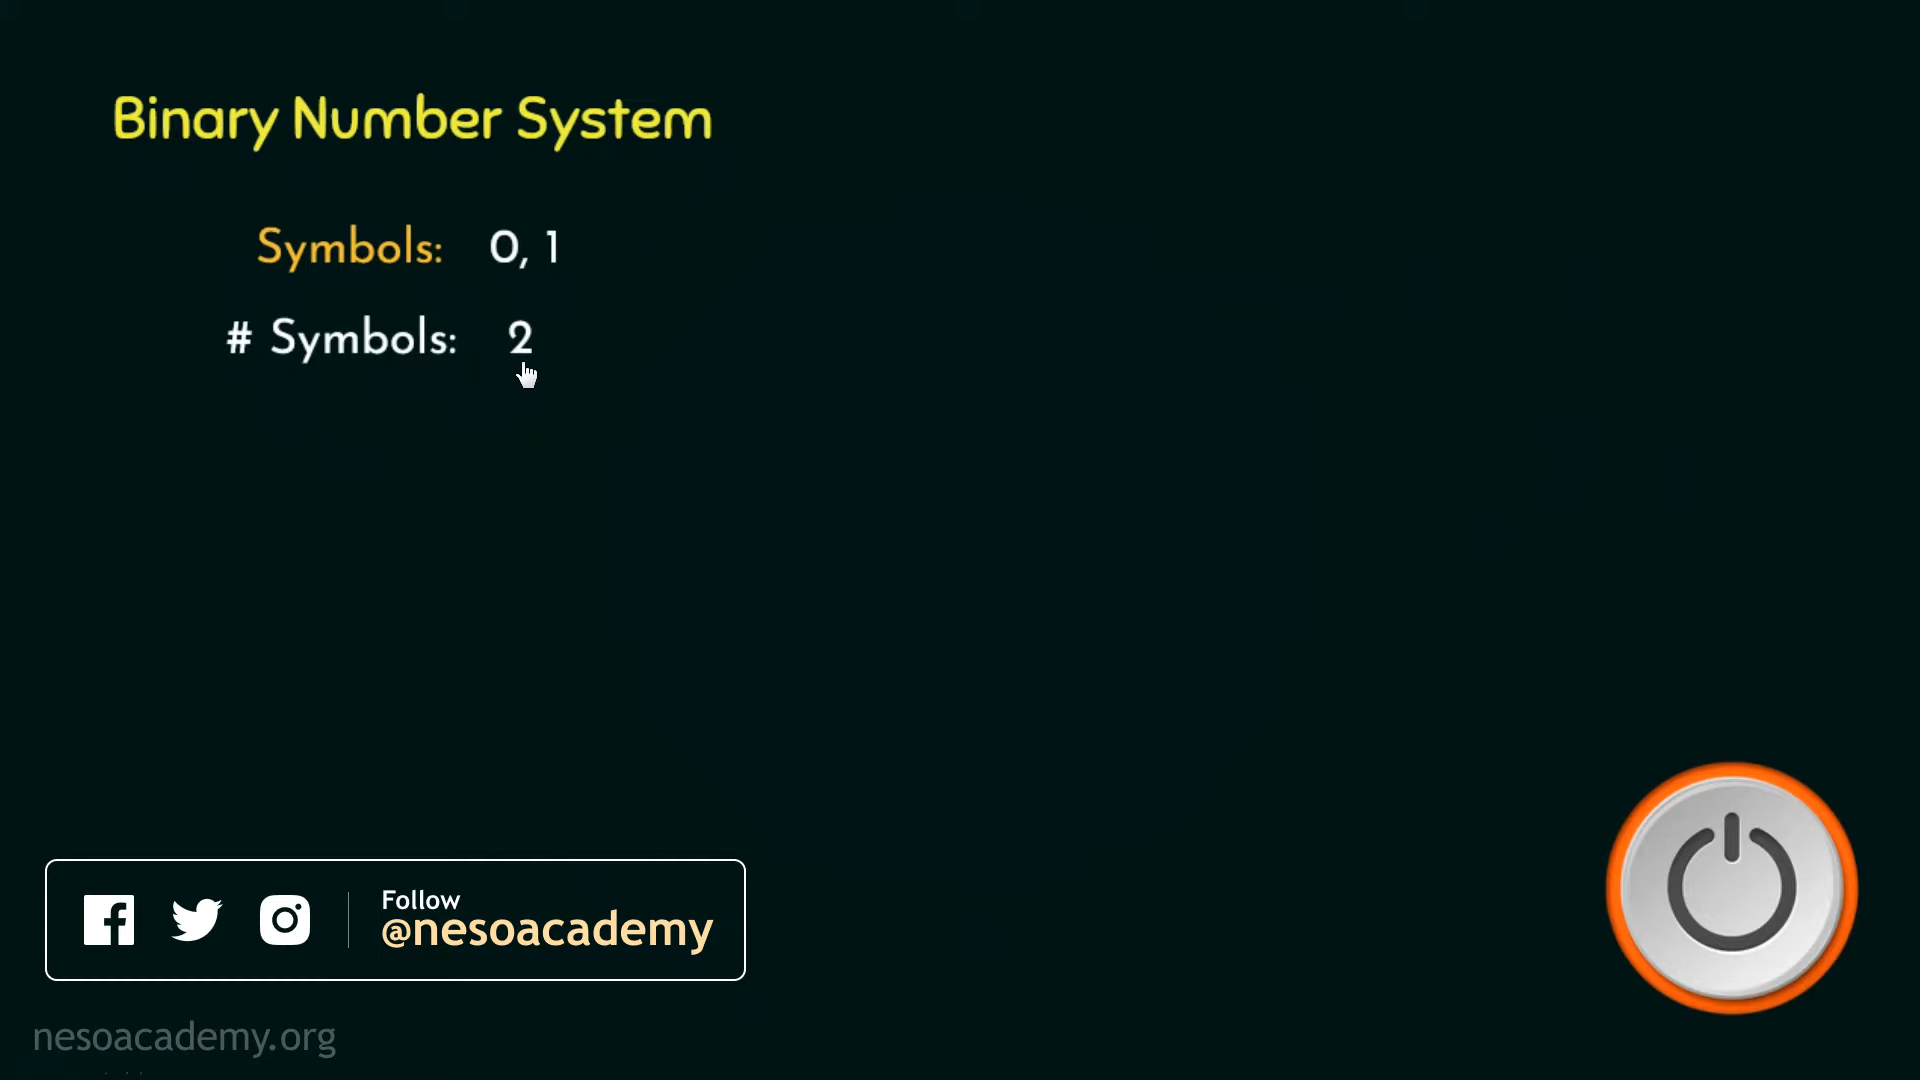 Binary Number System
Symbols: 0, 1
# Symbols: 2
Follow
@nesoacademy
nesoacademy.org